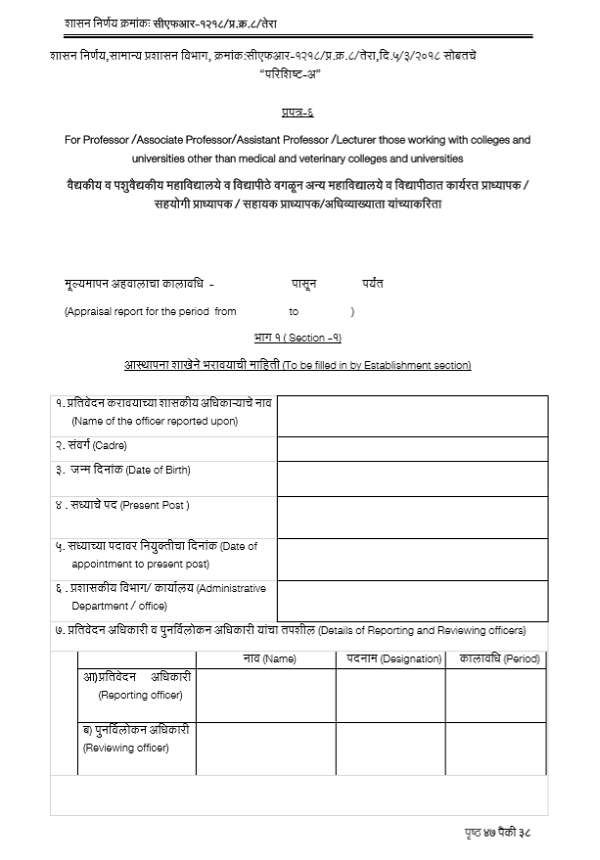 शासन निर्णय क्रमांकः सीएफआर-१२१८/प्र.क्र.८/तेरा
शासन निर्णय,सामान्य प्रशासन विभाग, क्रमांक:सीएफआर-१२१८/प्र.क्र.८/तेरा,दि.५/३/२०१८ सोबतचे
“परिशिष्ट-अ”
प्रपत्र-६
For Professor /Associate Professor/Assistant Professor /Lecturer those working with colleges and
universities other than medical and veterinary colleges and universities
वैद्यकीय व पशुवैद्यकीय महाविद्यालये व विद्यापीठे वगळून अन्य महाविद्यालये व विद्यापीठात कार्यरत प्राध्यापक /
सहयोगी प्राध्यापक / सहायक प्राध्यापक/अधिव्याख्याता यांच्याकरिता
मूल्यमापन अहवालाचा कालावधि - पासून पर्यंत
(Appraisal report for the period from to )
भाग १ ( Section -१)
आस्थापना शाखेने भरावयाची माहिती (To be filled in by Establishment section)
१. प्रतिवेदन करावयाच्या शासकीय अधिकाऱ्याचे नाव
(Name of the officer reported upon)
२. संवर्ग (Cadre)
३. जन्म दिनांक (Date of Birth)
४ . सध्याचे पद (Present Post )
५. सध्याच्या पदावर नियुक्तीचा दिनांक (Date of
appointment to present post)
६ . प्रशासकीय विभाग/ कार्यालय (Administrative
Department / office)
७. प्रतिवेदन अधिकारी व पुनर्विलोकन अधिकारी यांचा तपशील (Details of Reporting and Reviewing officers)
नाव (Name) पदनाम (Designation) कालावधि (Period)
आ)प्रतिवेदन अधिकारी
(Reporting officer)
ब) पुनर्विलोकन अधिकारी
(Reviewing officer)
पृष्ठ ४७ पैकी ३८